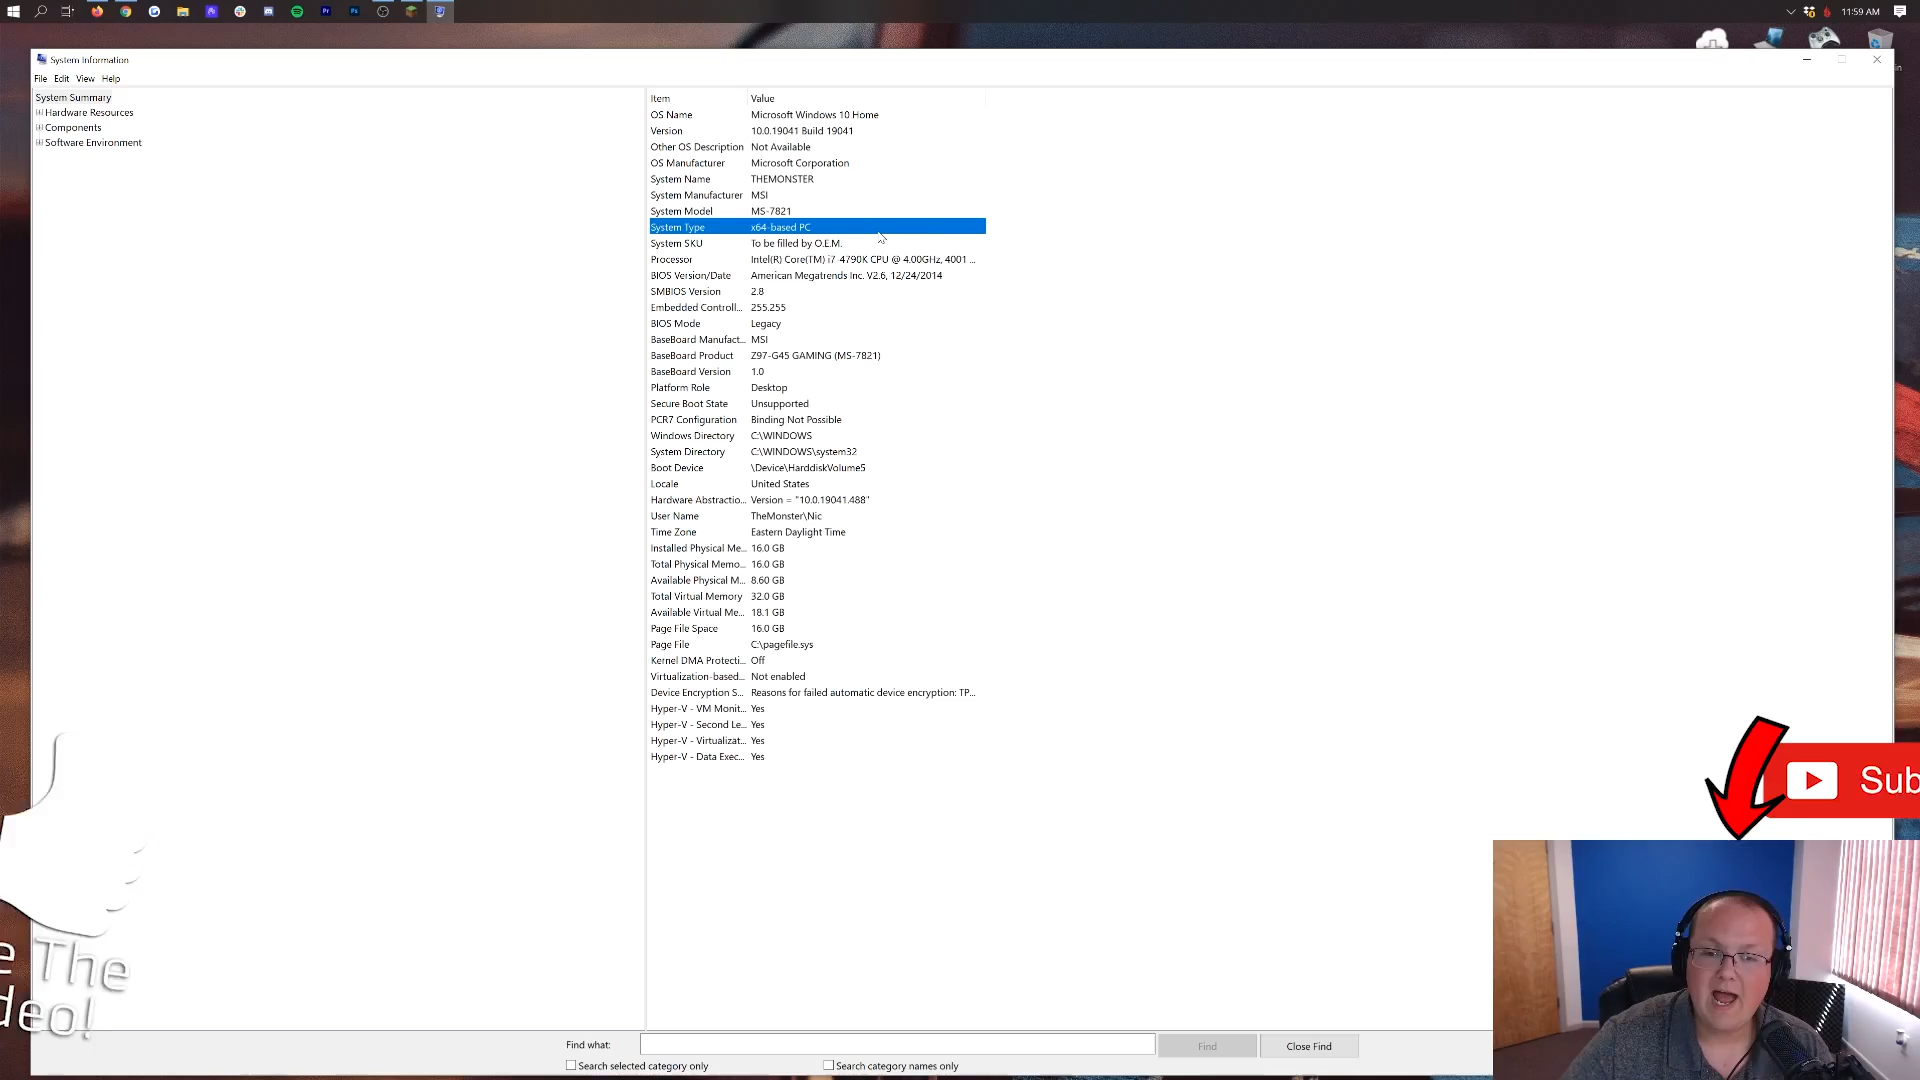 11:59 AM
System Information
File Edit View Help
System Summary
Hardware Resources
Components
Software Environment
Item Value
OS Name Microsoft Windows 10 Home
Version 10.0.19041 Build 19041
Other OS Description Not Available
OS Manufacturer Microsoft Corporation
System Name THEMONSTER
System Manufacturer MSI
System Model MS-7821
System Type x64-based PC
System SKU To be filled by O.E.M.
Processor Intel(R) Core(TM) i7-4790K CPU @ 4.00GHz, 4001 ...
BIOS Version/Date American Megatrends Inc. V2.6, 12/24/2014
SMBIOS Version 2.8
Embedded Controll... 255.255
BIOS Mode Legacy
BaseBoard Manufact... MSI
BaseBoard Product Z97-G45 GAMING (MS-7821)
BaseBoard Version 1.0
Platform Role Desktop
Secure Boot State Unsupported
PCR7 Configuration Binding Not Possible
Windows Directory C:\WINDOWS
System Directory C:\WINDOWS\system32
Boot Device \Device\HarddiskVolume5
Locale United States
Hardware Abstractio... Version = "10.0.19041.488"
User Name TheMonster\Nic
Time Zone Eastern Daylight Time
Installed Physical Me... 16.0 GB
Total Physical Memo... 16.0 GB
Available Physical M... 8.60 GB
Total Virtual Memory 32.0 GB
Available Virtual Me... 18.1 GB
Page File Space 16.0 GB
Page File C:\pagefile.sys
Kernel DMA Protecti... Off
Virtualization-based... Not enabled
Device Encryption S... Reasons for failed automatic device encryption: TP...
Hyper-V - VM Monit... Yes
Hyper-V - Second Le... Yes
Hyper-V - Virtualizat... Yes
Hyper-V - Data Exec... Yes
Sub
e The
deo!
Find what:
Find
Close Find
Search selected category only
Search category names only